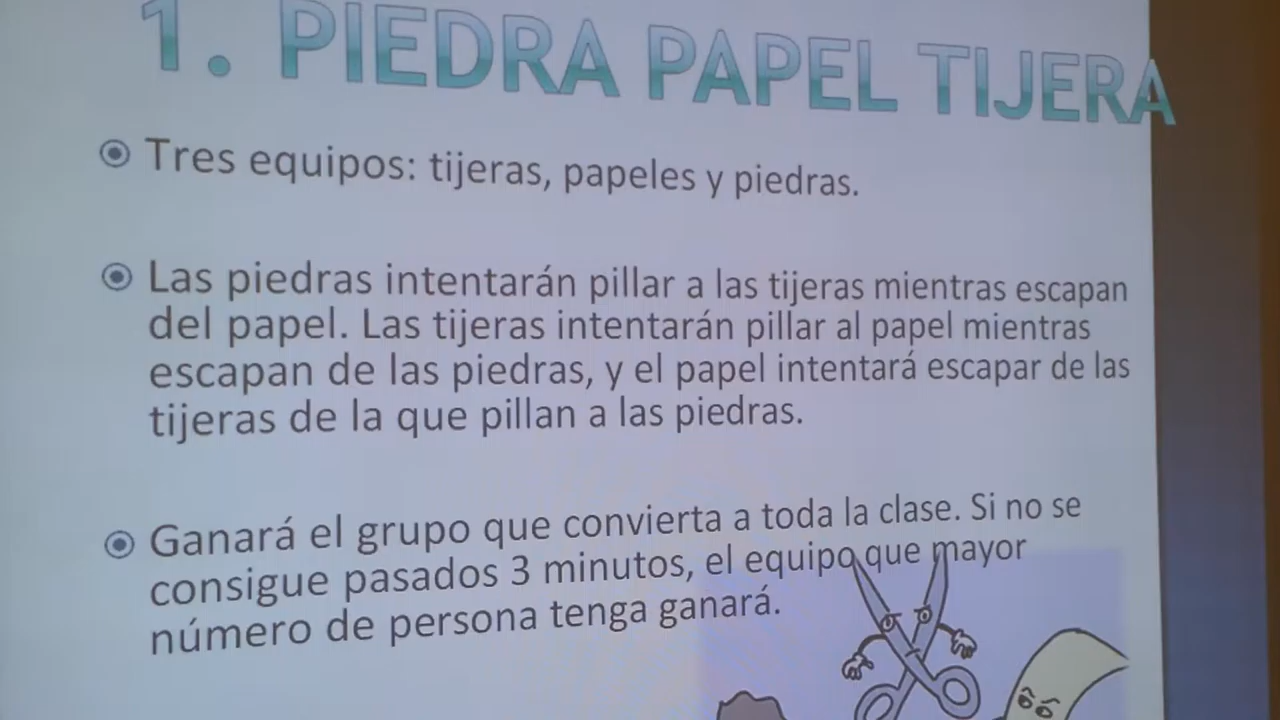 1. PIEDRA PAPEL TIJERA
Tres equipos: tijeras, papeles y piedras.
Las piedras intentarán pillar a las tijeras mientras escapan
del papel. Las tijeras intentarán pillar al papel mientras
escapan de las piedras, y el papel intentará escapar de las
tijeras de la que pillan a las piedras.
Ganará el grupo que convierta a toda la clase. Si no se
consigue pasados 3 minutos, el equipo que mayor
número de persona tenga ganará.